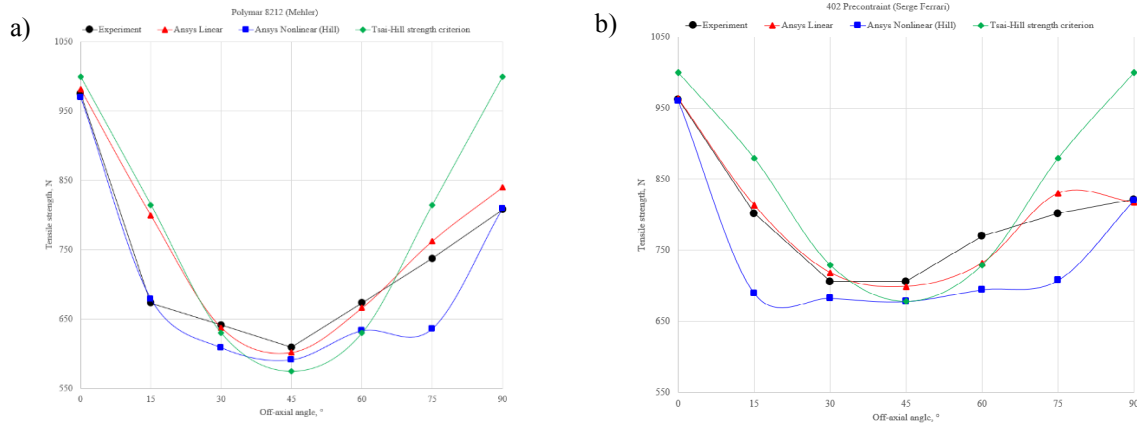 a)
Polymar 8212 (Mehler)
Experiment Ansys Linear Ansys Nonlinear (Hill) Tsai-Hill strength criterion
1050
950
850
750
650
550
Tensile strength, N
0 15 30 45 60 75 90
Off-axial angle, °
b)
402 Precontraint (Serge Ferrari)
Experiment Ansys Linear Ansys Nonlinear (Hill) Tsai-Hill strength criterion
1050
950
850
750
650
550
Tensile strength, N
0 15 30 45 60 75 90
Off-axial angle, °